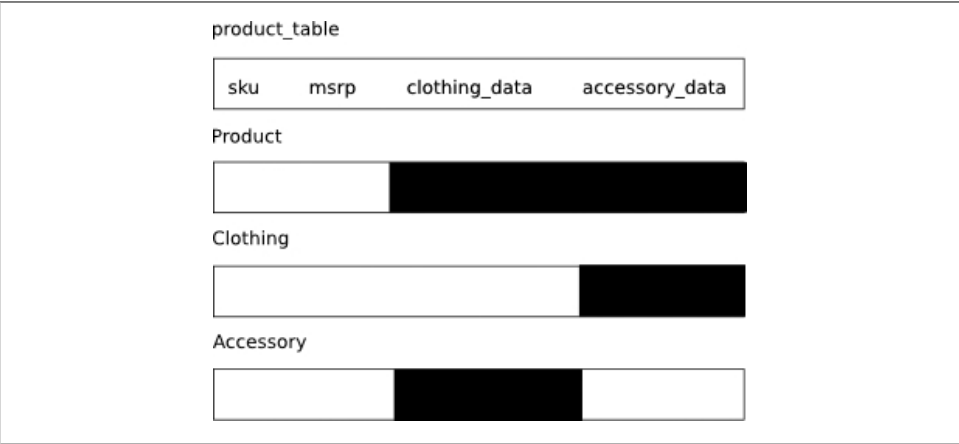 product_table
sku msrp clothing_data accessory_data
Product
Clothing
Accessory